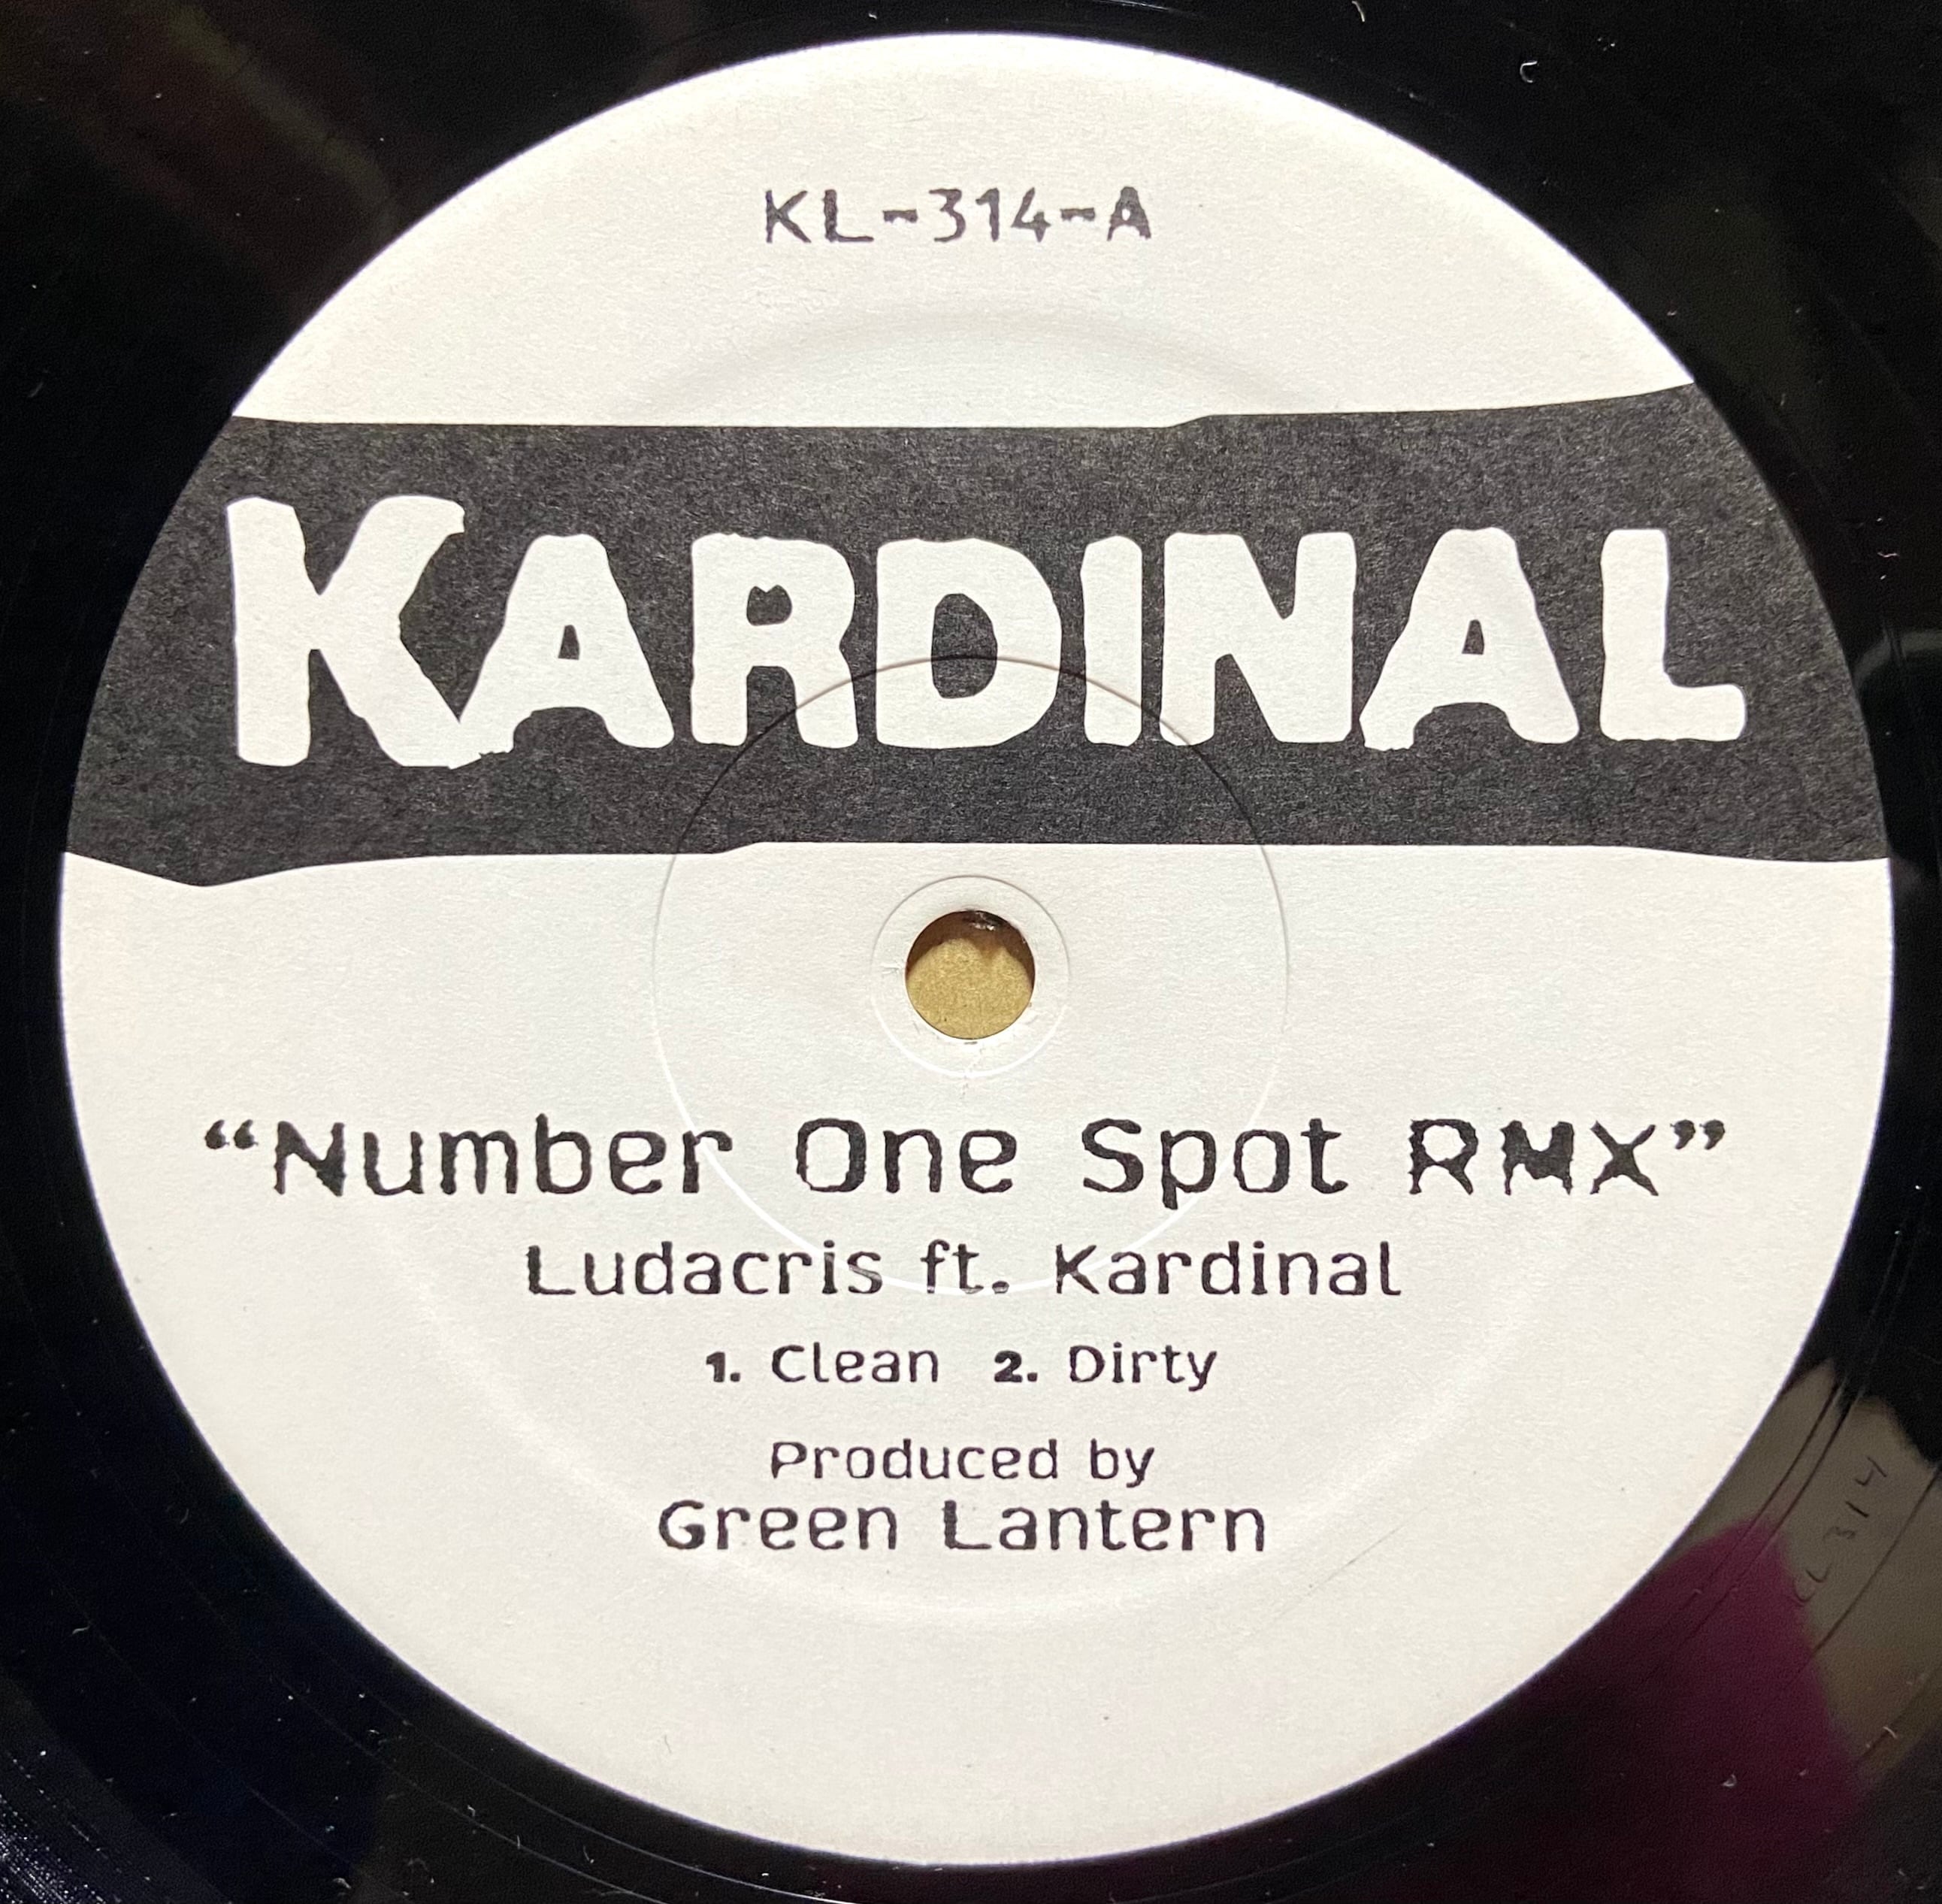 KL-314-A
KARDINAL
“Number One Spot RMX”
Ludacris ft. Kardinal
1. Clean 2. Dirty
Produced by
Green Lantern